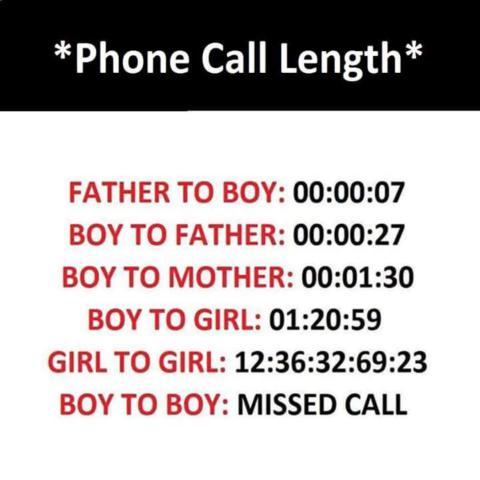 *Phone Call Length*
FATHER TO BOY: 00:00:07
BOY TO FATHER: 00:00:27
BOY TO MOTHER: 00:01:30
BOY TO GIRL: 01:20:59
GIRL TO GIRL: 12:36:32:69:23
BOY TO BOY: MISSED CALL